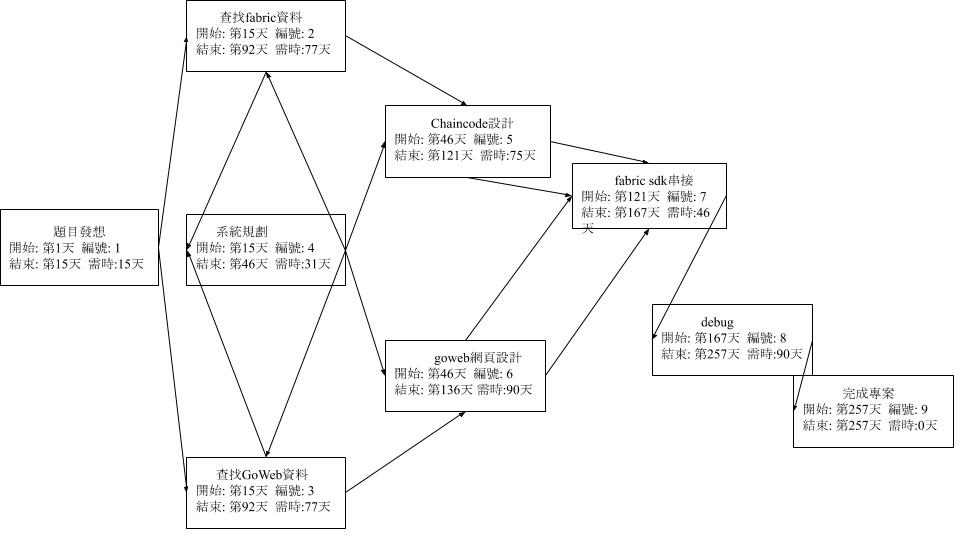 查找fabric資料
開始: 第15天 編號: 2
結束: 第92天 需時:77天
Chaincode設計
開始: 第46天 編號: 5
結束: 第121天 需時:75天
fabric sdk串接
開始: 第121天 編號: 7
結束: 第167天 需時:46
天
題目發想
開始: 第1天 編號: 1
結束: 第15天 需時:15天
系統規劃
開始: 第15天 編號: 4
結束: 第46天 需時:31天
debug
開始: 第167天 編號: 8
結束: 第257天 需時:90天
goweb網頁設計
開始: 第46天 編號: 6
結束: 第136天 需時:90天
完成專案
開始: 第257天 編號: 9
結束: 第257天 需時:0天
查找GoWeb資料
開始: 第15天 編號: 3
結束: 第92天 需時:77天